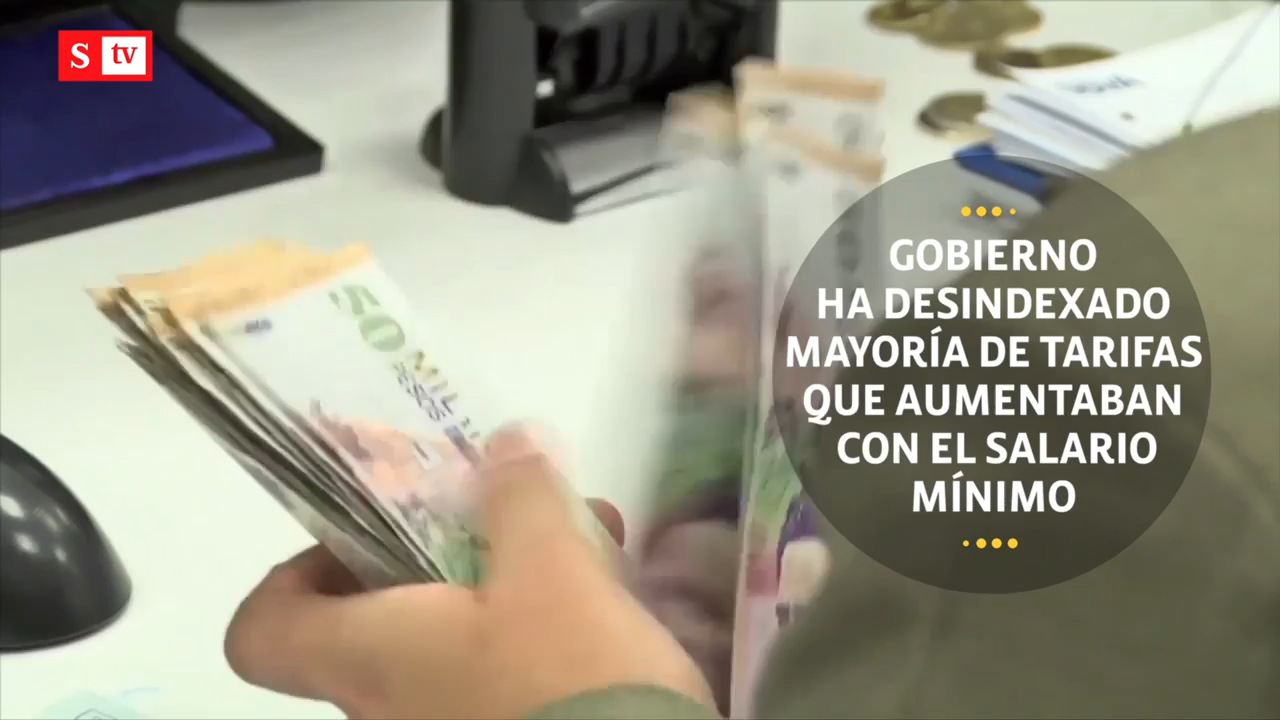 S tv
GOBIERNO
HA DESINDEXADO
MAYORÍA DE TARIFAS
QUE AUMENTABAN
CON EL SALARIO
MÍNIMO